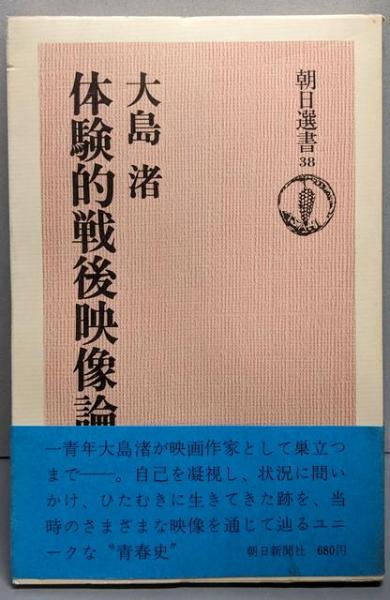 朝日選書
38
大島渚
体験的戦後映像論
一青年大島渚が映画作家として巣立つ
まで――。自己を凝視し、状況に問い
かけ、ひたむきに生きてきた跡を、当
時のさまざまな映像を通じて辿るユニ
ークな〝青春史〟
朝日新聞社 680円